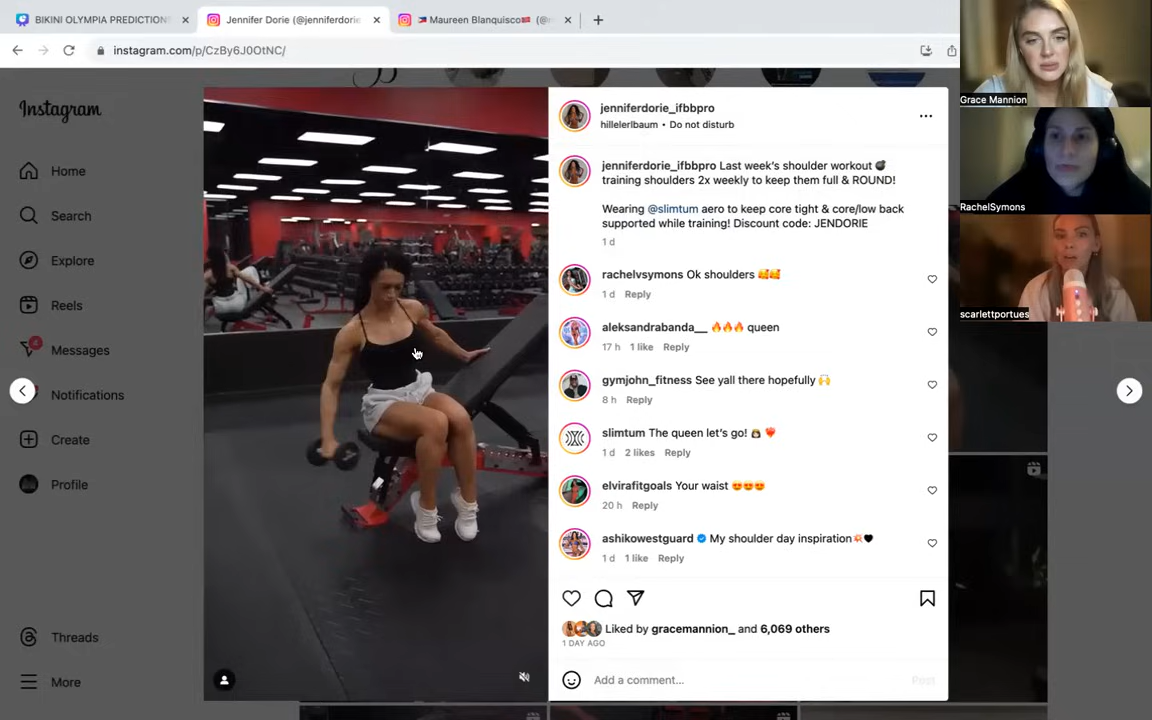 BIKINI OLYMPIA PREDICTION
Jennifer Dorie (@jenniferdorie
🇵🇭 Maureen Blanquisco🇵🇭 (@
instagram.com/p/CzBy6J0OtNC/
Instagram
Home
Search
Explore
Reels
4
Messages
Notifications
Create
Profile
Threads
More
jenniferdorie_ifbbpro
hillelerlbaum • Do not disturb
jenniferdorie_ifbbpro Last week's shoulder workout 💣
training shoulders 2x weekly to keep them full & ROUND!
Wearing @slimtum aero to keep core tight & core/low back
supported while training! Discount code: JENDORIE
1 d
rachelvsymons Ok shoulders 🥰🥰
1 d Reply
aleksandrabanda__ 🔥🔥🔥 queen
17 h 1 like Reply
gymjohn_fitness See yall there hopefully 🙌
8 h Reply
slimtum The queen let's go! 👸🏽 ❤️‍🔥
1 d 2 likes Reply
elvirafitgoals Your waist 😍😍😍
20 h Reply
ashikowestguard My shoulder day inspiration💥🖤
1 d 1 like Reply
Liked by gracemannion_ and 6,069 others
1 DAY AGO
Add a comment...
Post
Grace Mannion
RachelSymons
scarlettportues